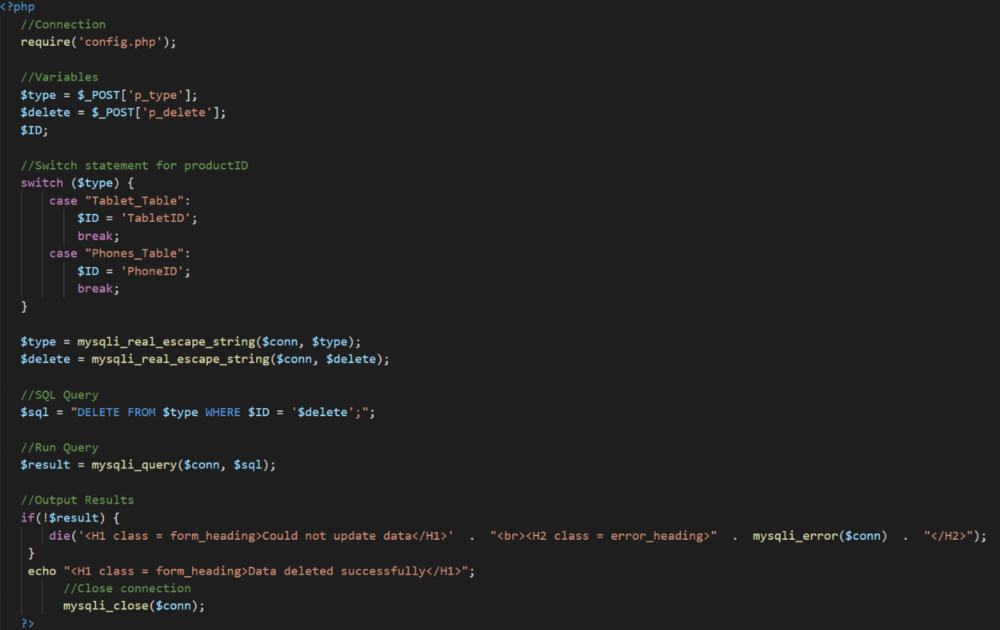 <?php
//Connection
require('config.php');
//Variables
$type = $_POST['p_type'];
$delete = $_POST['p_delete'];
$ID;
//Switch statement for productID
switch ($type) {
case "Tablet_Table":
$ID = 'TabletID';
break;
case "Phones_Table":
$ID = 'PhoneID';
break;
}
$type = mysqli_real_escape_string($conn, $type);
$delete = mysqli_real_escape_string($conn, $delete);
//SQL Query
$sql = "DELETE FROM $type WHERE $ID = '$delete';";
//Run Query
$result = mysqli_query($conn, $sql);
//Output Results
if(!$result) {
die('<H1 class = form_heading>Could not update data</H1>' . "<br><H2 class = error_heading>" . mysqli_error($conn) . "</H2>");
}
echo "<H1 class = form_heading>Data deleted successfully</H1>";
//Close connection
mysqli_close($conn);
?>